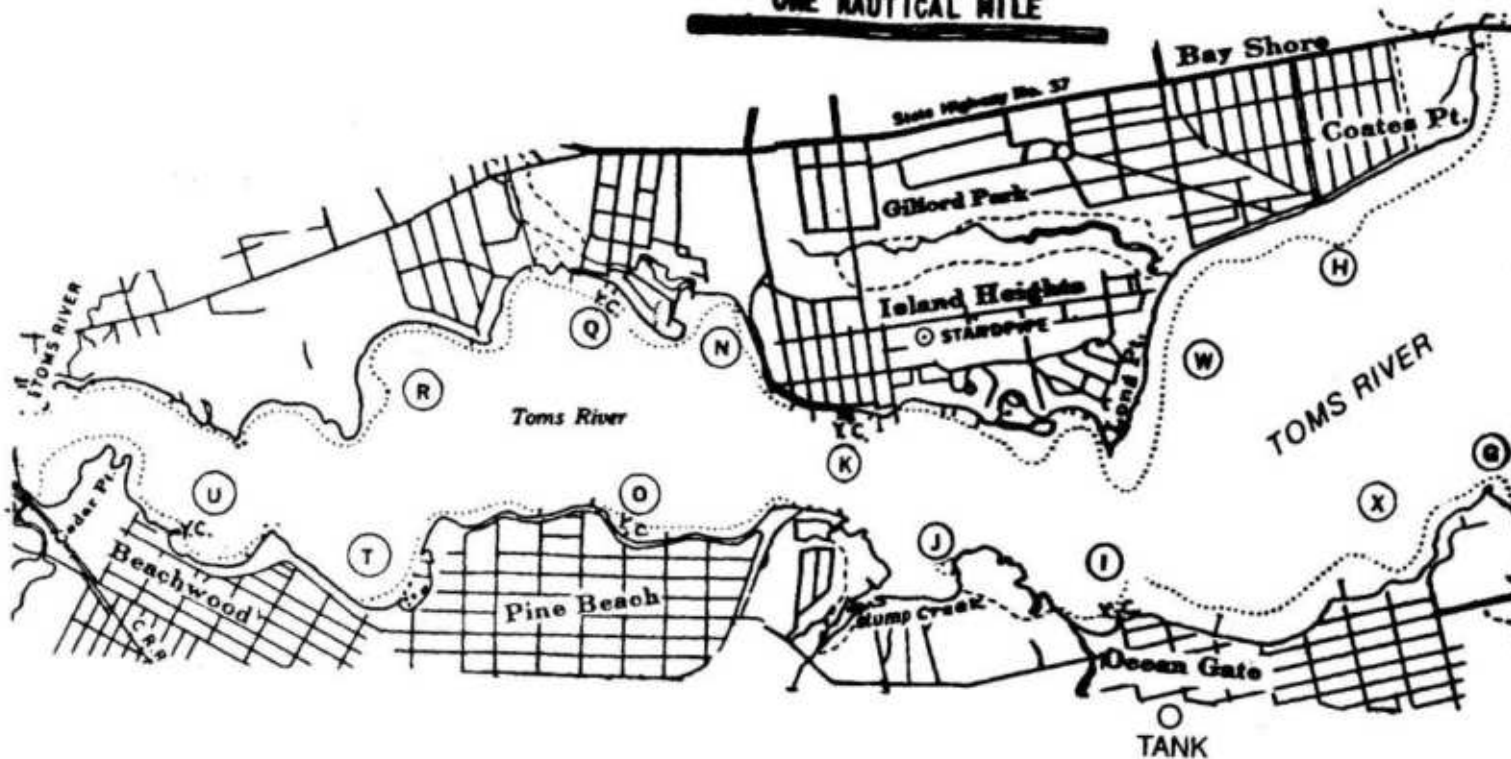 ONE NAUTICAL MILE
Bay Shore
State Highway No. 37
Coates Pt.
Gilford Park
H
Island Heights
STANDPIPE
TOMS RIVER
Y.C.
Q
N
W
R
Toms River
Pt.
TOMS RIVER
Y.C.
K
G
U
O
X
Cedar Pt.
Y.C.
Y.C.
T
J
I
Beachwood
Pine Beach
Y.C.
C.R.R.
Ocean Gate
TANK